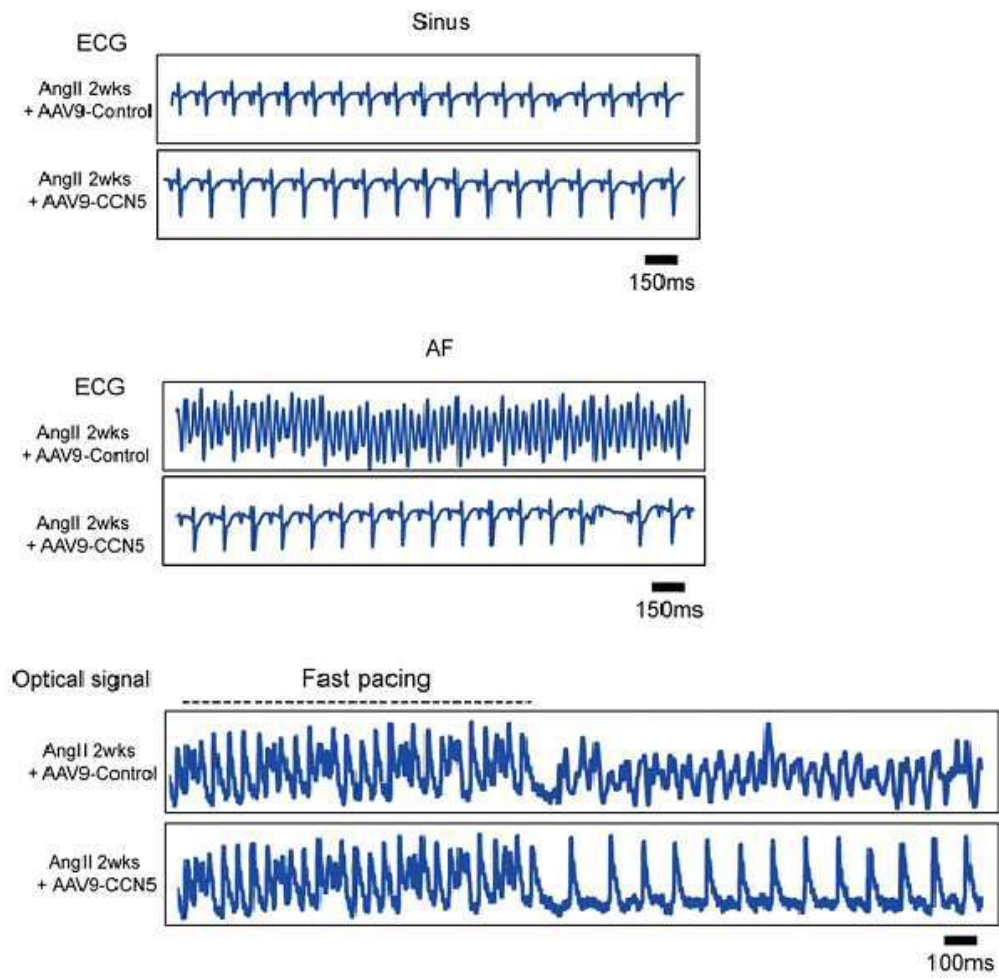 Sinus
ECG
AngII 2wks
+ AAV9-Control
AngII 2wks
+ AAV9-CCN5
150ms
AF
ECG
AngII 2wks
+ AAV9-Control
AngII 2wks
+ AAV9-CCN5
150ms
Optical signal
Fast pacing
AngII 2wks
+ AAV9-Control
AngII 2wks
+ AAV9-CCN5
100ms